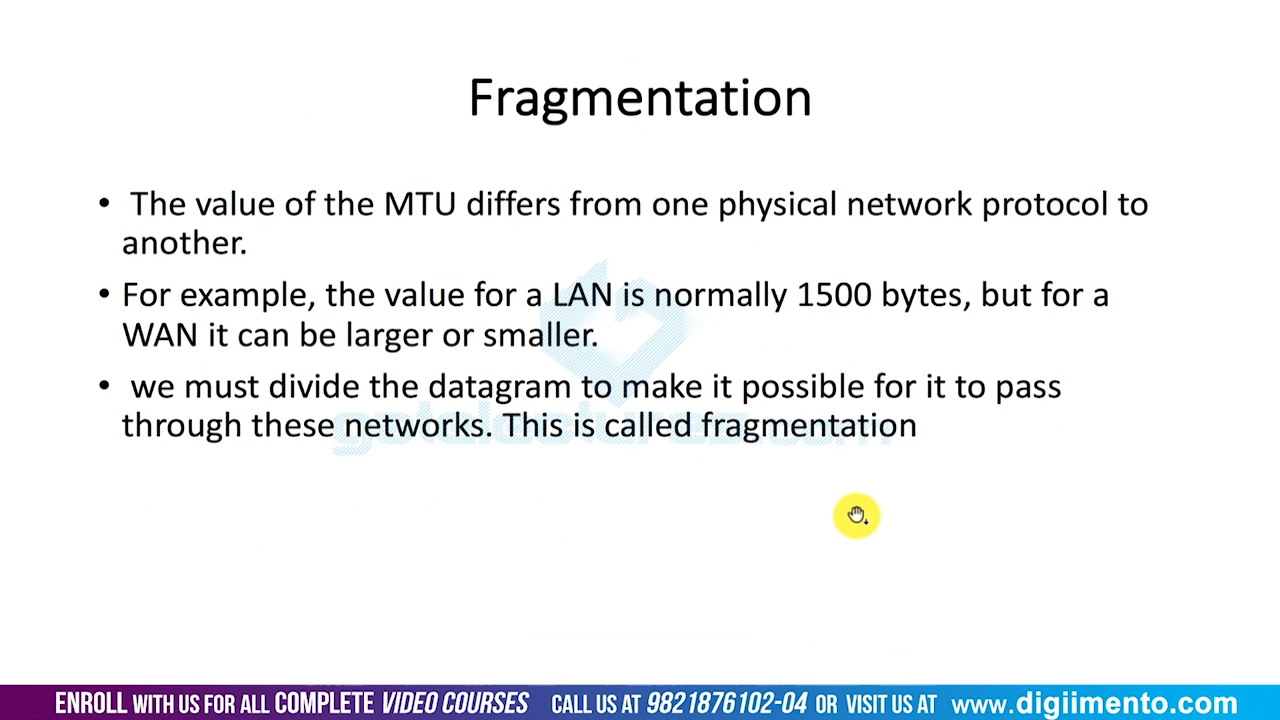 Fragmentation
• The value of the MTU differs from one physical network protocol to
another.
• For example, the value for a LAN is normally 1500 bytes, but for a
WAN it can be larger or smaller.
• we must divide the datagram to make it possible for it to pass
through these networks. This is called fragmentation
ENROLL WITH US FOR ALL COMPLETE VIDEO COURSES CALL US AT 9821876102-04 OR VISIT US AT www.digiimento.com